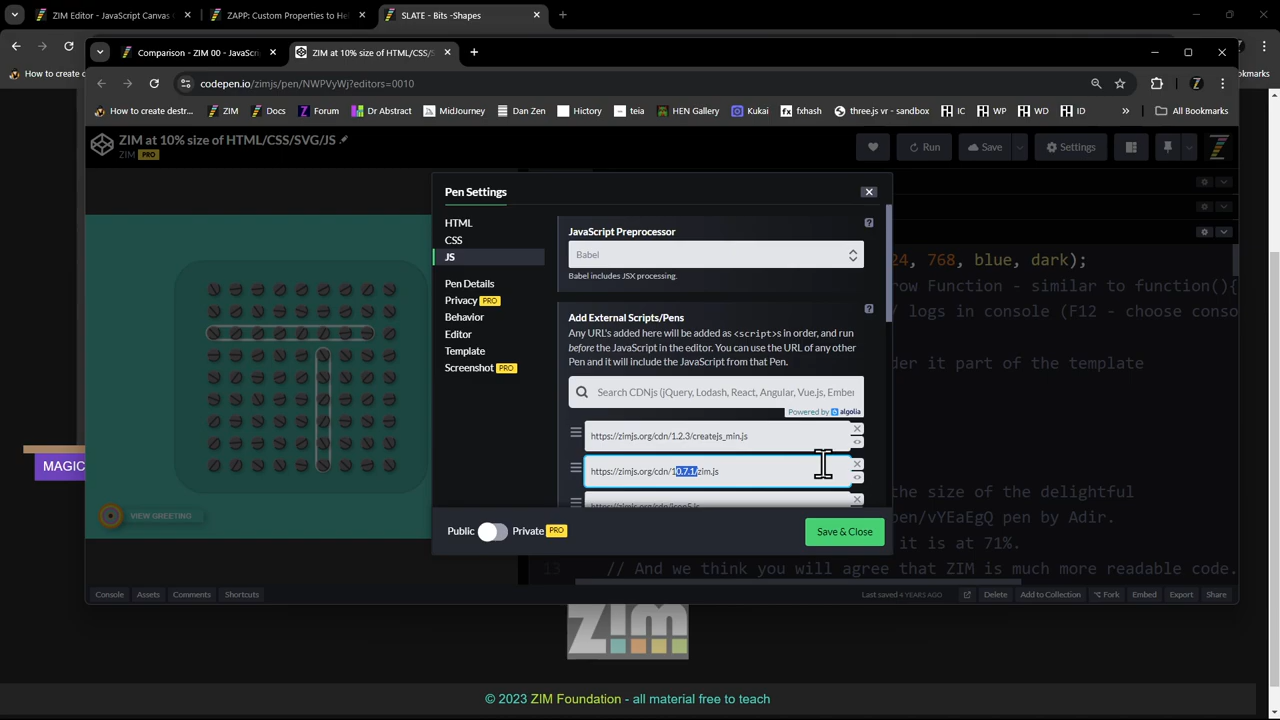 ZIM Editor - JavaScript Canvas
ZAPP: Custom Properties to He
SLATE - Bits -Shapes
How to create d
Comparison - ZIM 00 - JavaScri
ZIM at 10% size of HTML/CSS/S
codepen.io/zimjs/pen/NWPVyWj?editors=0010
How to create destr...
ZIM
Docs
Forum
Dr Abstract
MidJourney
Dan Zen
Hictory
teia
HEN Gallery
Kukai
fxhash
three.js vr - sandbox
IC
WP
WD
ID
»
All Bookmarks
okmarks
ZIM at 10% size of HTML/CSS/SVG/JS
ZIM PRO
Run
Save
Settings
Pen Settings
HTML
CSS
JS
Pen Details
Privacy PRO
Behavior
Editor
Template
Screenshot PRO
JavaScript Preprocessor
Babel
Babel includes JSX processing.
Add External Scripts/Pens
Any URL's added here will be added as <script>s in order, and run
before the JavaScript in the editor. You can use the URL of any other
Pen and it will include the JavaScript from that Pen.
Search CDNjs (jQuery, Lodash, React, Angular, Vue.js, Ember
Powered by algolia
https://zimjs.org/cdn/1.2.3/createjs_min.js
https://zimjs.org/cdn/10.7.1/zim.js
Public
Private PRO
Save & Close
24, 768, blue, dark);
row Function - similar to function(){
logs in console (F12 - choose conso
der it part of the template
the size of the delightful
pen/vYEaEgQ pen by Adir.
it is at 71%.
13 // And we think you will agree that ZIM is much more readable code.
VIEW GREETING
MAGIC
Console
Assets
Comments
Shortcuts
Last saved 4 YEARS AGO
Delete
Add to Collection
Fork
Embed
Export
Share
zim
© 2023 ZIM Foundation - all material free to teach